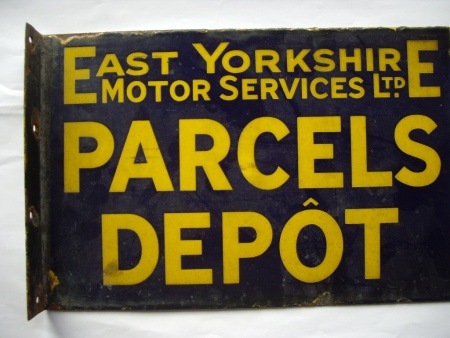 EAST YORKSHIRE
MOTOR SERVICES LTD.
PARCELS
DEPÔT